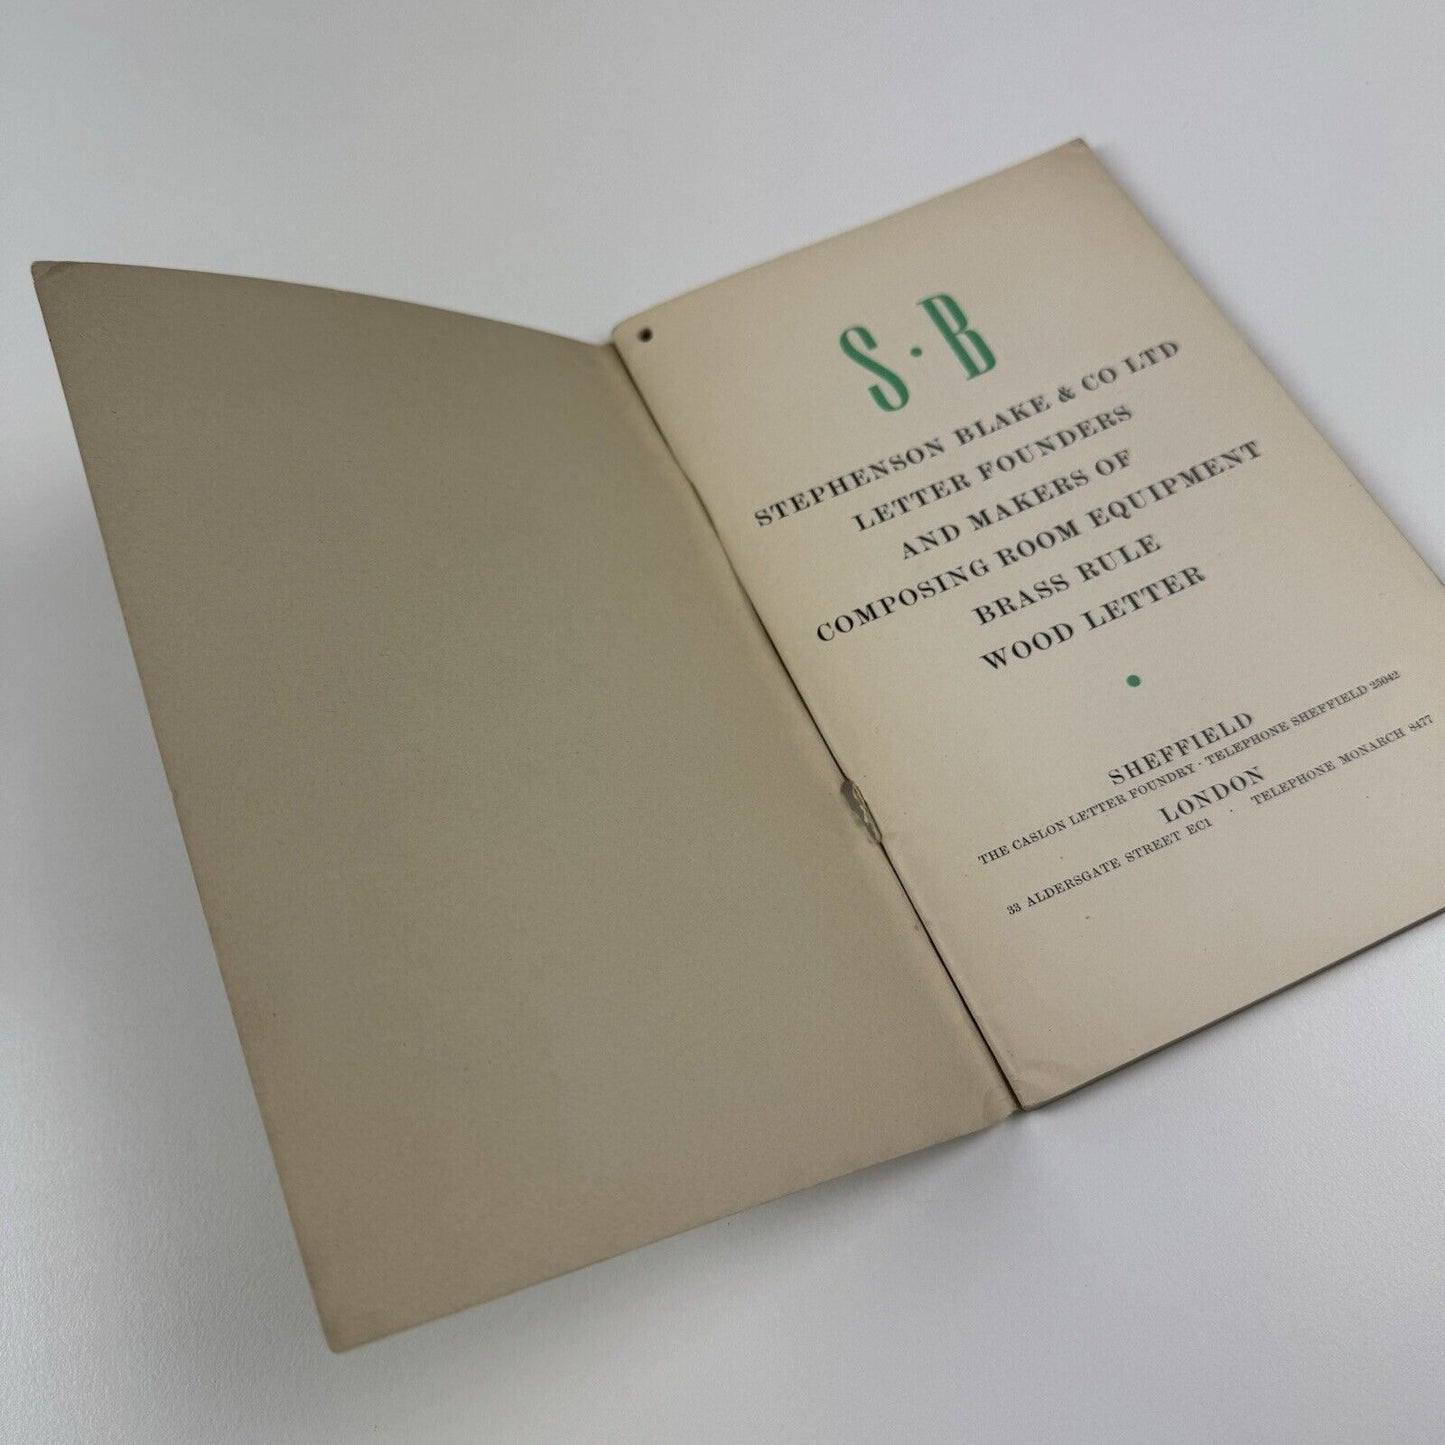 S · B
STEPHENSON BLAKE & CO LTD
LETTER FOUNDERS
AND MAKERS OF
COMPOSING ROOM EQUIPMENT
BRASS RULE
WOOD LETTER
SHEFFIELD
THE CASLON LETTER FOUNDRY · TELEPHONE SHEFFIELD 25042
LONDON
33 ALDERSGATE STREET EC1 · TELEPHONE MONARCH 8477